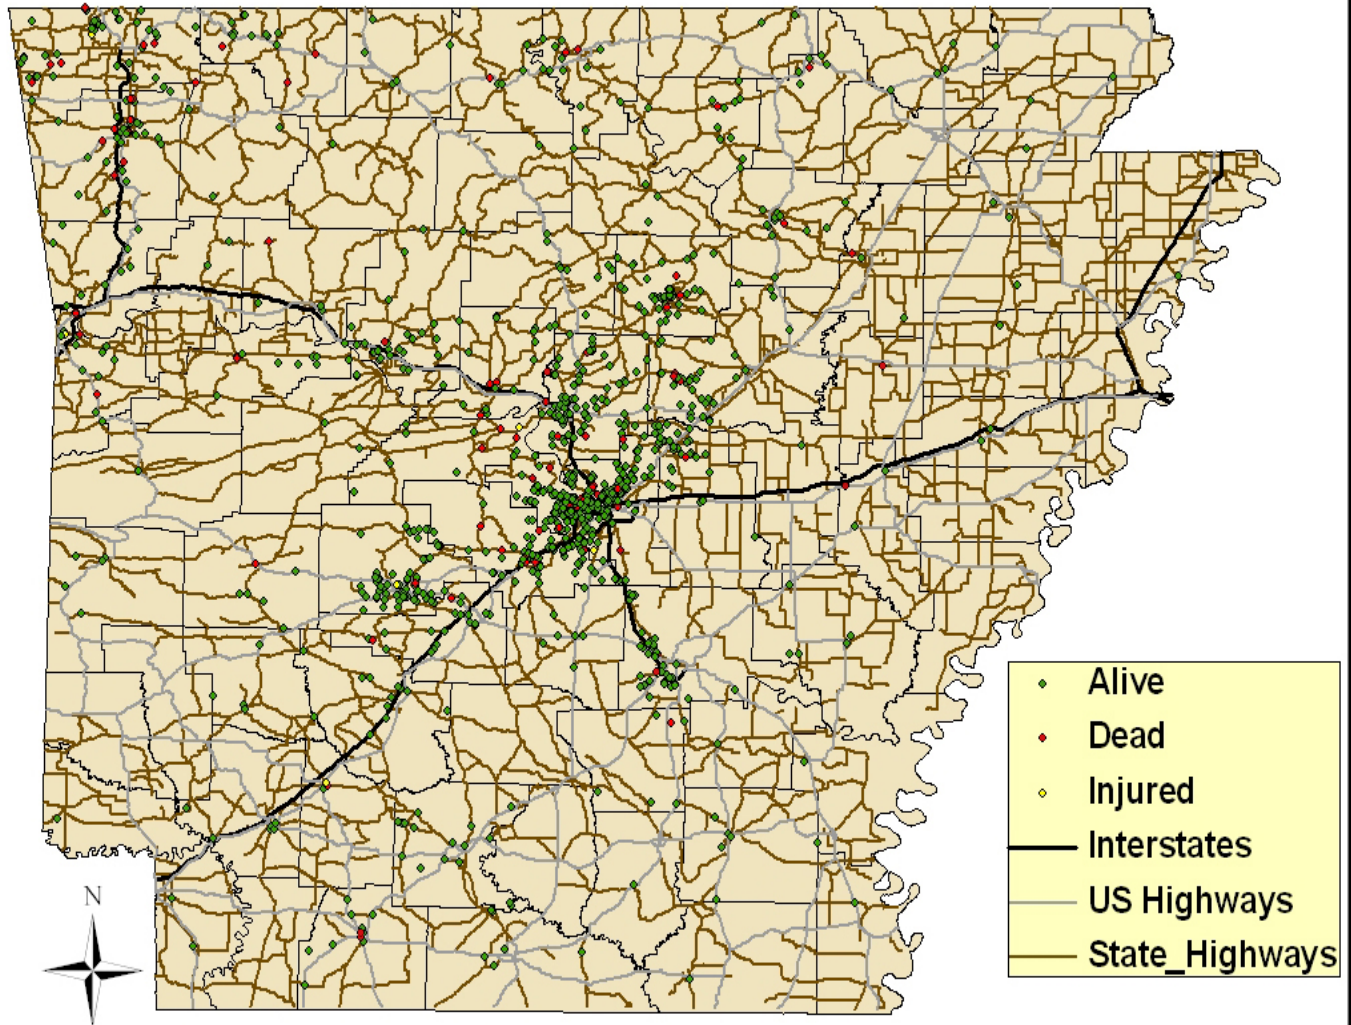 Alive
Dead
Injured
Interstates
US Highways
State_Highways
N